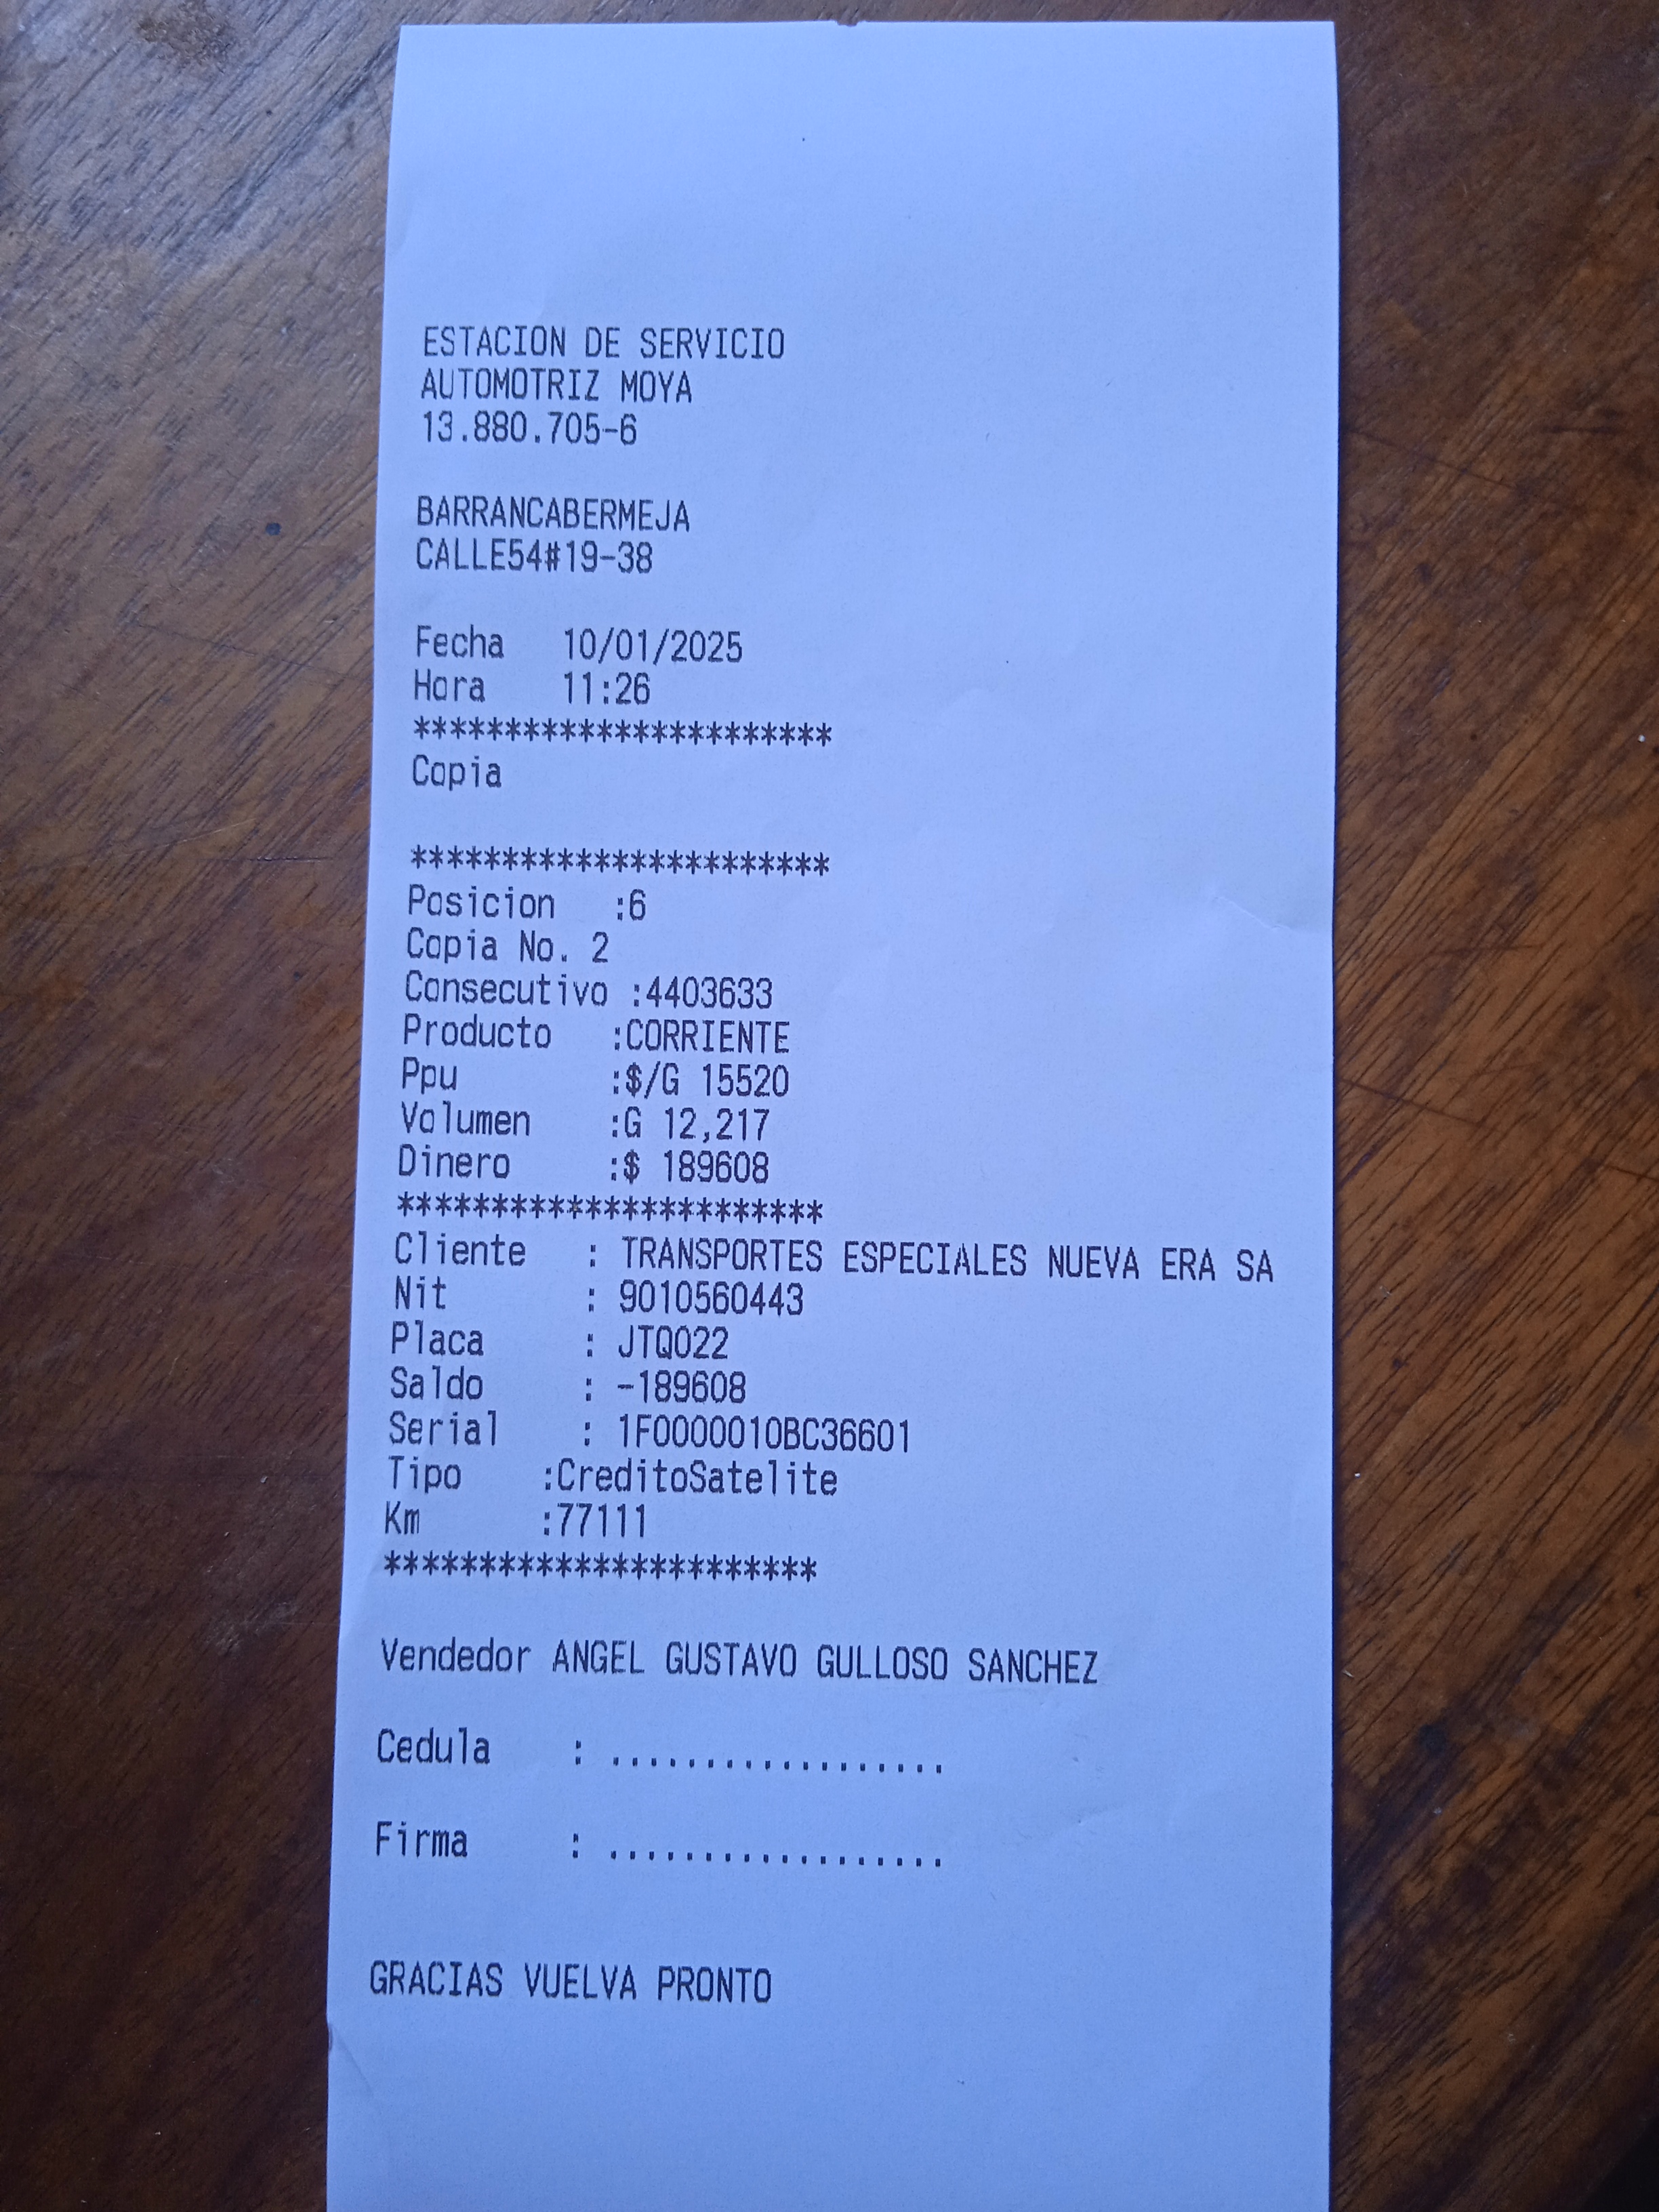 ESTACION DE SERVICIO
AUTOMOTRIZ MOYA
13.880.705-6
BARRANCABERMEJA
CALLE54#19-38
Fecha 10/01/2025
Hora 11:26
***********************
Copia
***********************
Posicion :6
Copia No. 2
Consecutivo :4403633
Producto :CORRIENTE
Ppu :$/G 15520
Volumen :G 12,217
Dinero :$ 189608
***********************
Cliente : TRANSPORTES ESPECIALES NUEVA ERA SA
Nit : 9010560443
Placa : JTQ022
Saldo : -189608
Serial : 1F0000010BC36601
Tipo :CreditoSatelite
Km :77111
***********************
Vendedor ANGEL GUSTAVO GULLOSO SANCHEZ
Cedula : ..................
Firma : ..................
GRACIAS VUELVA PRONTO